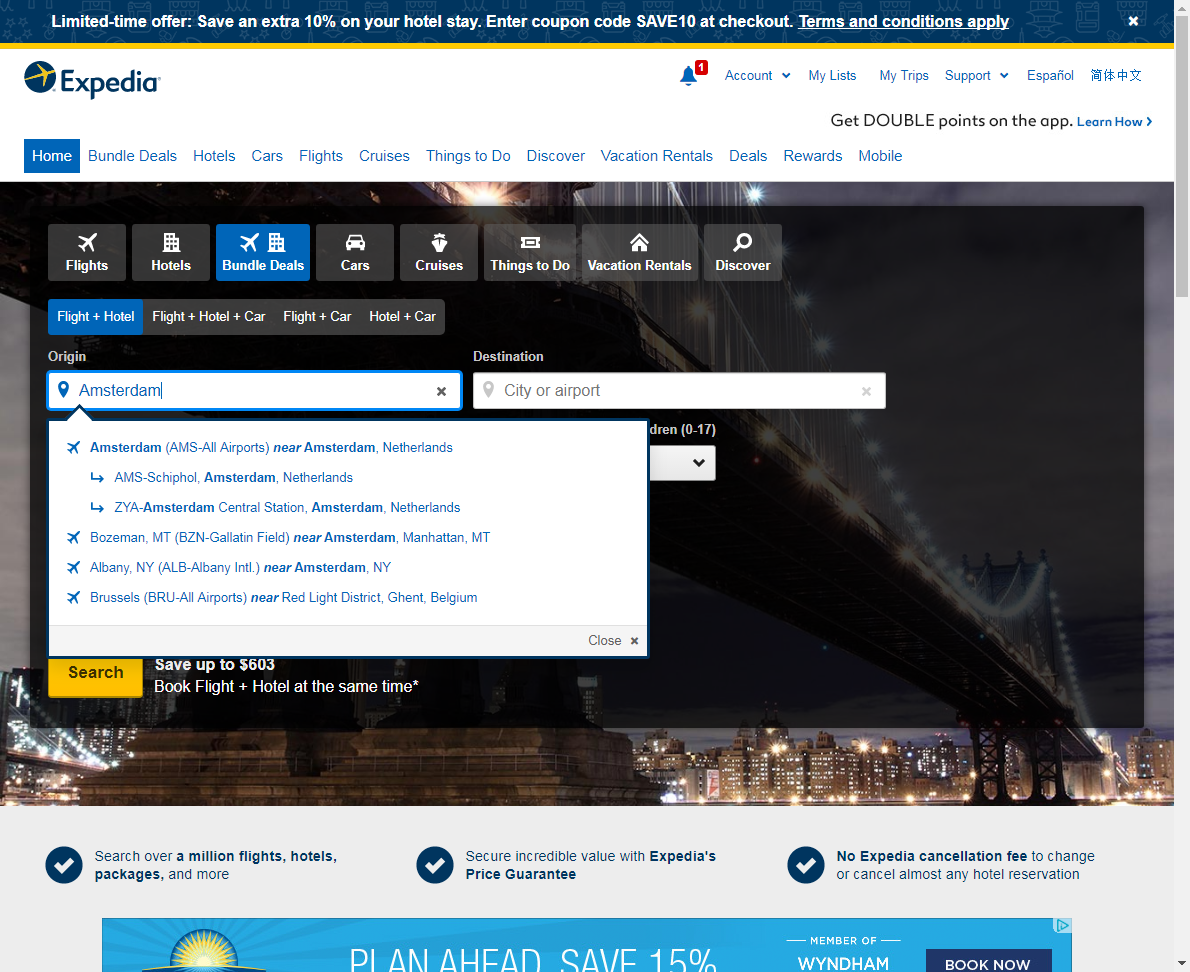 Limited-time offer: Save an extra 10% on your hotel stay. Enter coupon code SAVE10 at checkout. Terms and conditions apply
Expedia
1
Account
My Lists
My Trips
Support
Español
简体中文
Get DOUBLE points on the app. Learn How
Home
Bundle Deals
Hotels
Cars
Flights
Cruises
Things to Do
Discover
Vacation Rentals
Deals
Rewards
Mobile
Flights
Hotels
Bundle Deals
Cars
Cruises
Things to Do
Vacation Rentals
Discover
Flight + Hotel
Flight + Hotel + Car
Flight + Car
Hotel + Car
Origin
Destination
Amsterdam
City or airport
dren (0-17)
Amsterdam (AMS-All Airports) near Amsterdam, Netherlands
AMS-Schiphol, Amsterdam, Netherlands
ZYA-Amsterdam Central Station, Amsterdam, Netherlands
Bozeman, MT (BZN-Gallatin Field) near Amsterdam, Manhattan, MT
Albany, NY (ALB-Albany Intl.) near Amsterdam, NY
Brussels (BRU-All Airports) near Red Light District, Ghent, Belgium
Close
Search
Save up to $603
Book Flight + Hotel at the same time*
Search over a million flights, hotels,
packages, and more
Secure incredible value with Expedia's
Price Guarantee
No Expedia cancellation fee to change
or cancel almost any hotel reservation
PLAN AHEAD. SAVE 15%
MEMBER OF
WYNDHAM
BOOK NOW